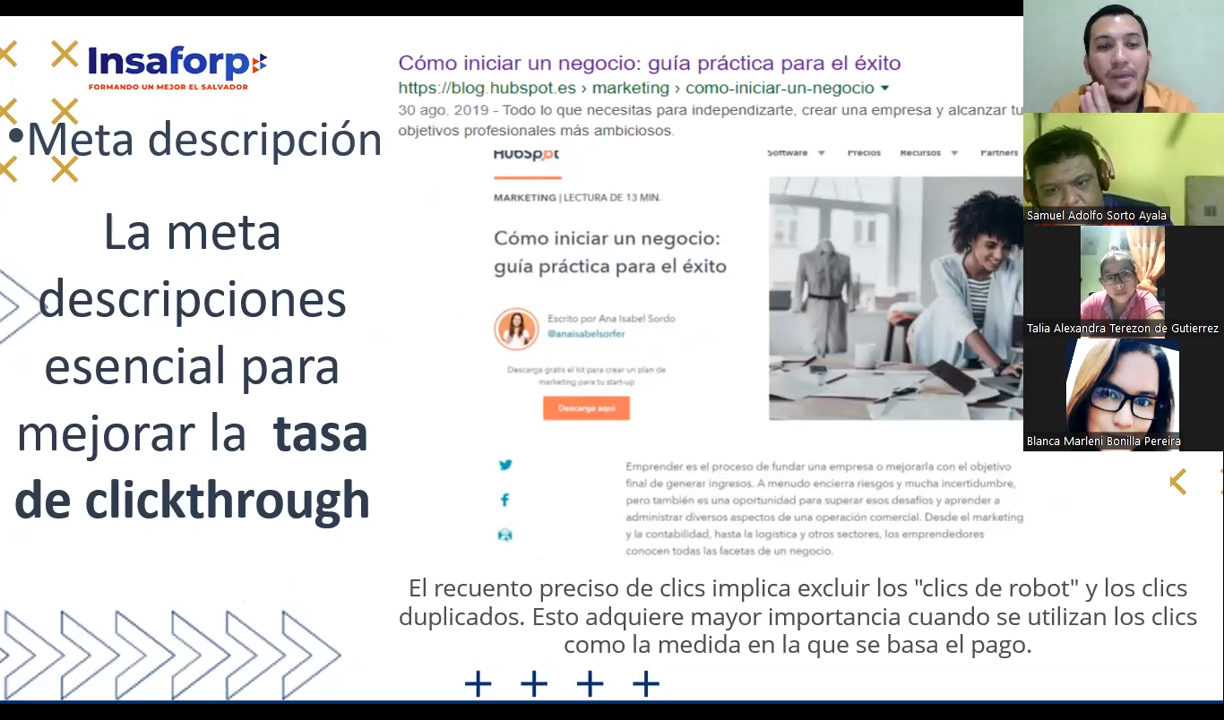 Insaforp
FORMANDO UN MEJOR EL SALVADOR
•Meta descripción
La meta
descripciones
esencial para
mejorar la tasa
de clickthrough
Cómo iniciar un negocio: guía práctica para el éxito
https://blog.hubspot.es › marketing › como-iniciar-un-negocio
30 ago. 2019 - Todo lo que necesitas para independizarte, crear una empresa y alcanzar tu
objetivos profesionales más ambiciosos.
HubSpot
Software
Precios
Recursos
Partners
MARKETING | LECTURA DE 13 MIN.
Cómo iniciar un negocio:
guía práctica para el éxito
Escrito por Ana Isabel Sordo
@anaisabelsorfer
Descarga gratis el kit para crear un plan de
marketing para tu start-up
Descarga aquí
Emprender es el proceso de fundar una empresa o mejorarla con el objetivo
final de generar ingresos. A menudo encierra riesgos y mucha incertidumbre,
pero también es una oportunidad para superar esos desafíos y aprender a
administrar diversos aspectos de una operación comercial. Desde el marketing
y la contabilidad, hasta la logística y otros sectores, los emprendedores
conocen todas las facetas de un negocio.
El recuento preciso de clics implica excluir los "clics de robot" y los clics
duplicados. Esto adquiere mayor importancia cuando se utilizan los clics
como la medida en la que se basa el pago.
Samuel Adolfo Sorto Ayala
Talia Alexandra Terezon de Gutierrez
Blanca Marleni Bonilla Pereira